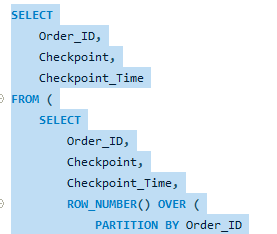 SELECT
Order_ID,
Checkpoint,
Checkpoint_Time
FROM (
SELECT
Order_ID,
Checkpoint,
Checkpoint_Time,
ROW_NUMBER() OVER (
PARTITION BY Order_ID